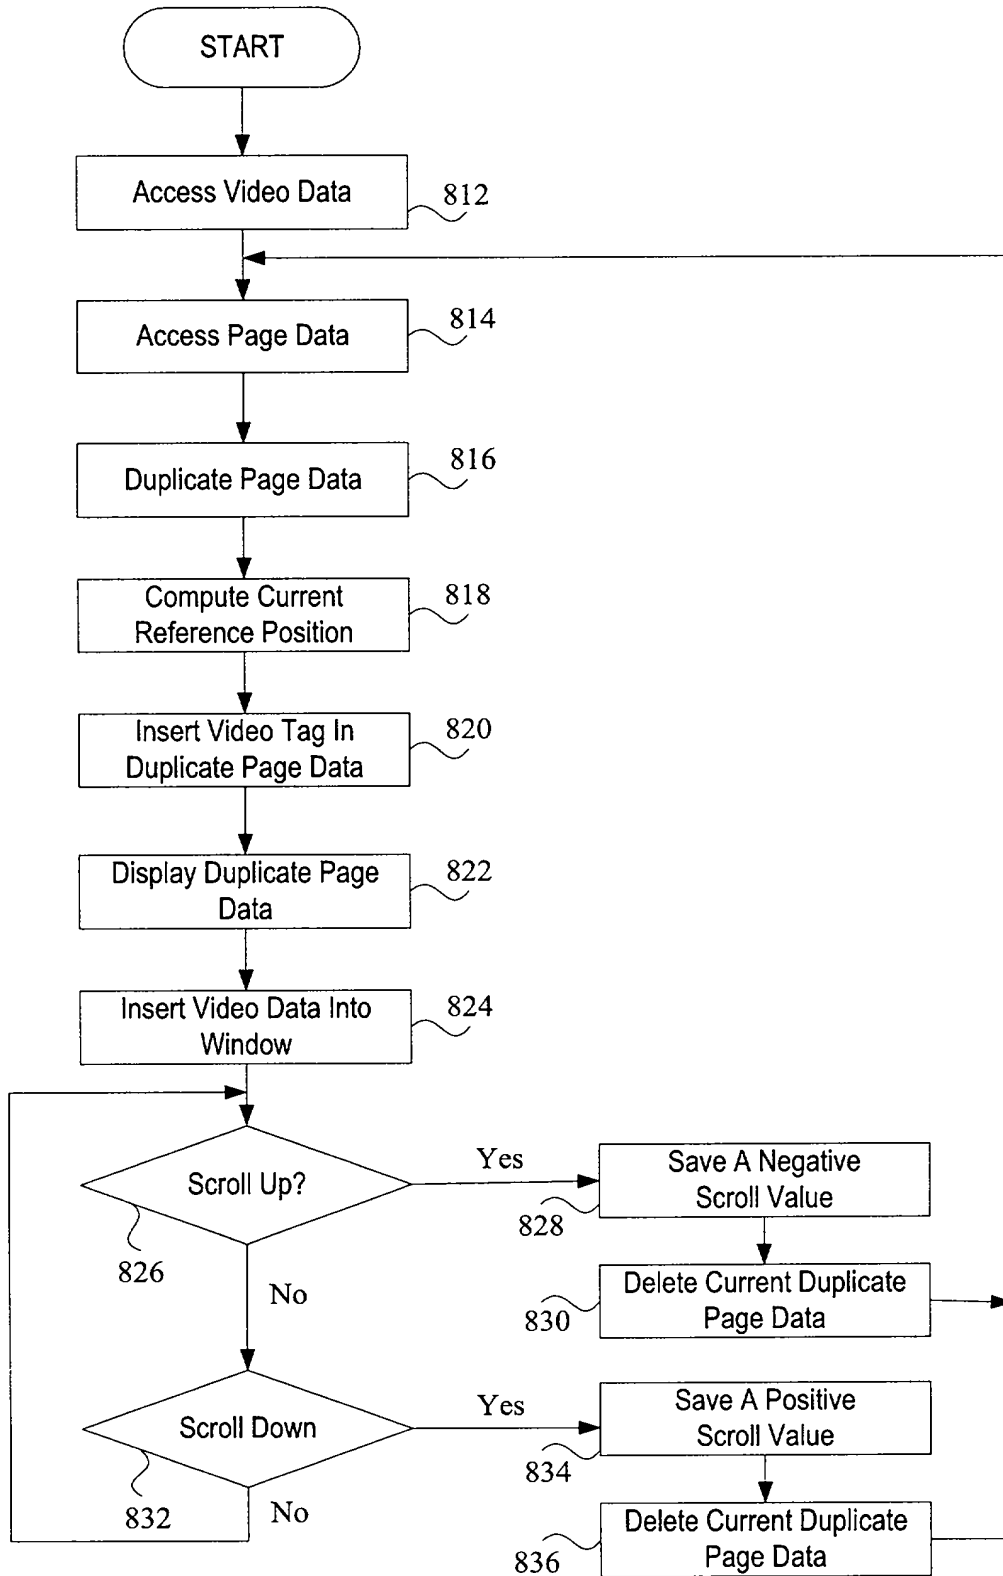 START
Access Video Data
812
Access Page Data
814
Duplicate Page Data
816
Compute Current
Reference Position
818
Insert Video Tag In
Duplicate Page Data
820
Display Duplicate Page
Data
822
Insert Video Data Into
Window
824
Scroll Up?
826
Yes
Save A Negative
Scroll Value
828
No
Delete Current Duplicate
Page Data
830
Scroll Down
832
Yes
Save A Positive
Scroll Value
834
No
Delete Current Duplicate
Page Data
836